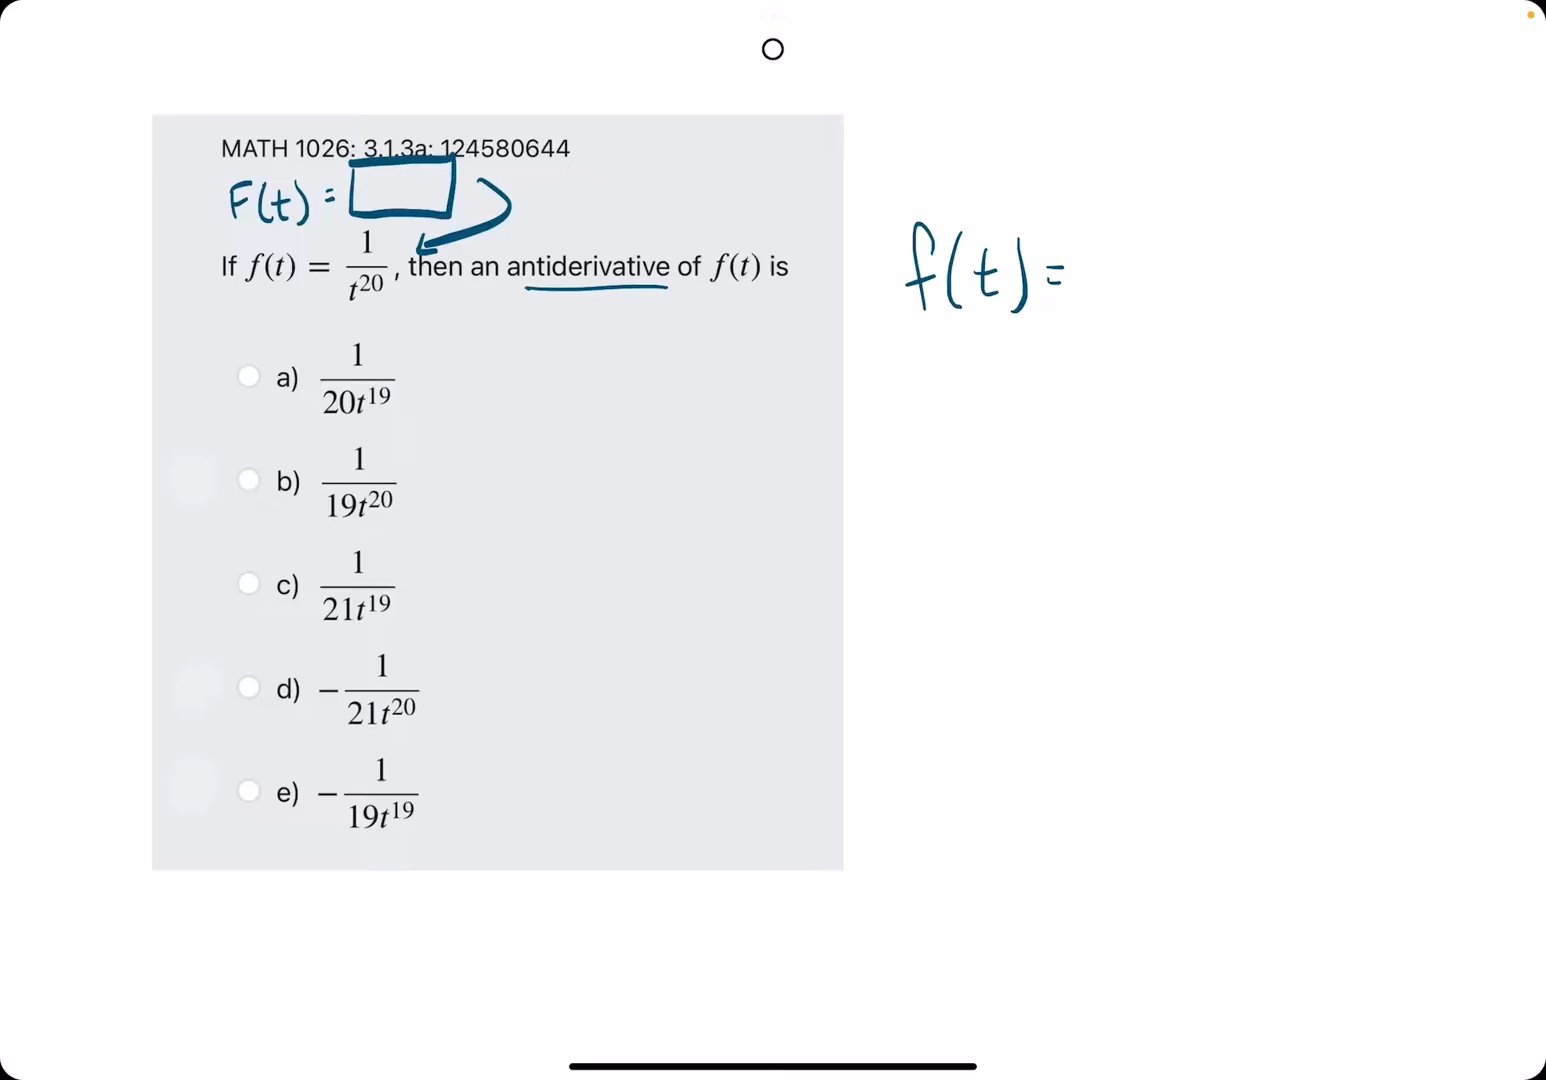 MATH 1026: 3.1.3a: 124580644
F(t) =
If f(t) = 1/t^20, then an antiderivative of f(t) is
f(t) =
a) 1/20t^19
b) 1/19t^20
c) 1/21t^19
d) − 1/21t^20
e) − 1/19t^19